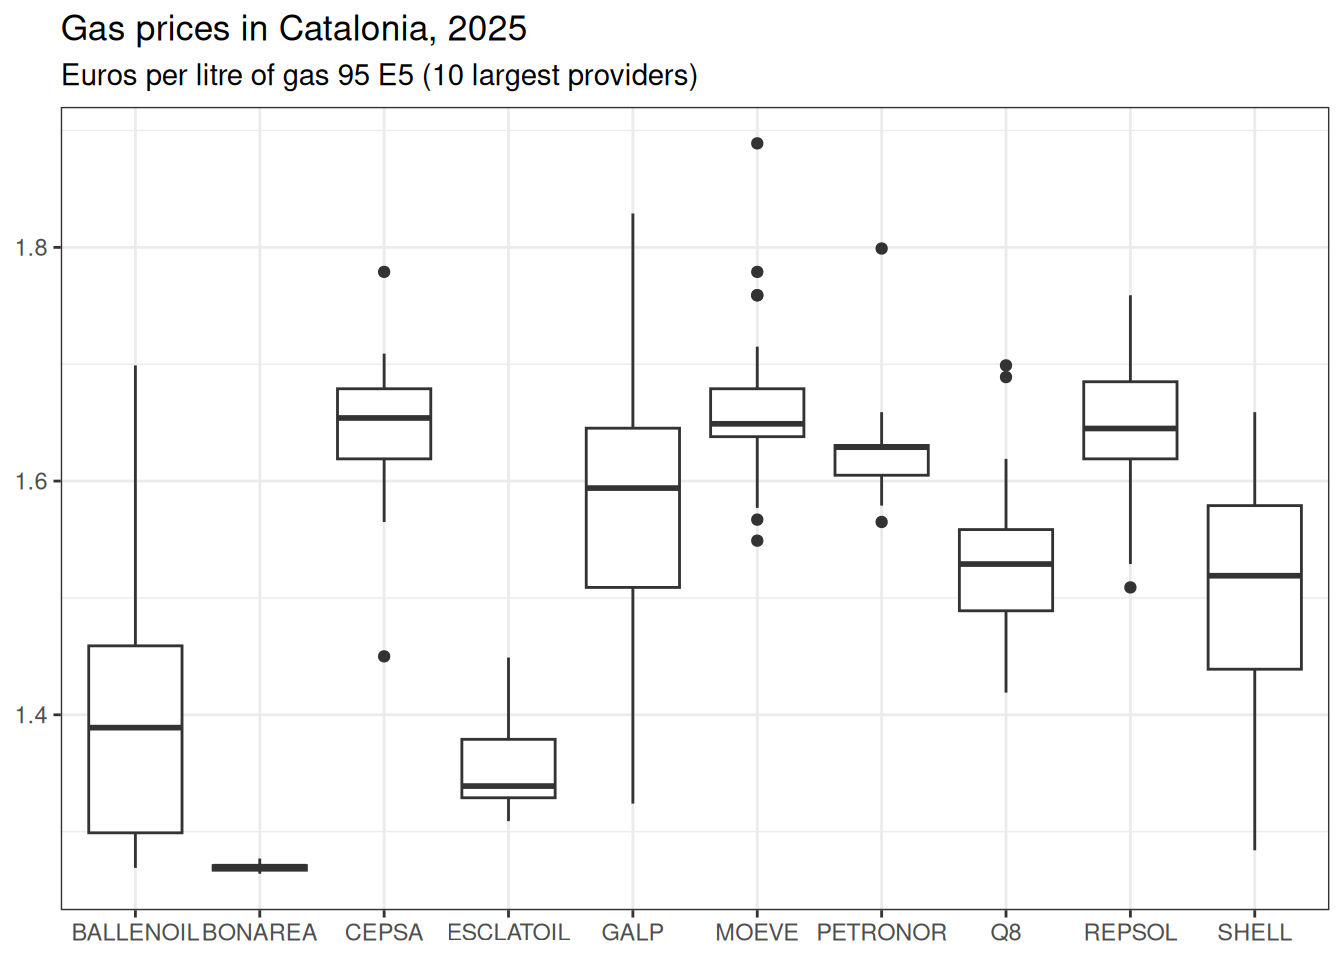 Gas prices in Catalonia, 2025
Euros per litre of gas 95 E5 (10 largest providers)
1.8
1.6
1.4
BALLENOIL BONAREA CEPSA ESCLATOIL GALP MOEVE PETRONOR Q8 REPSOL SHELL